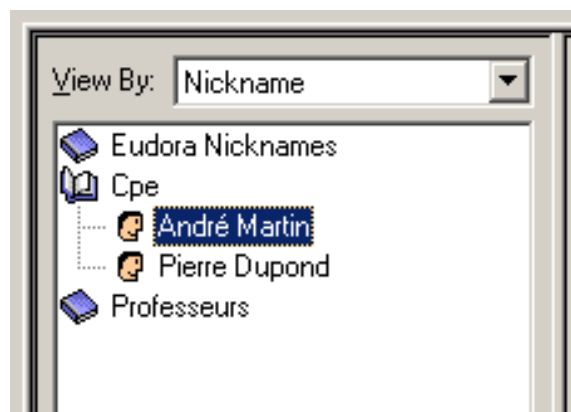 View By: Nickname
Eudora Nicknames
Cpe
André Martin
Pierre Dupond
Professeurs